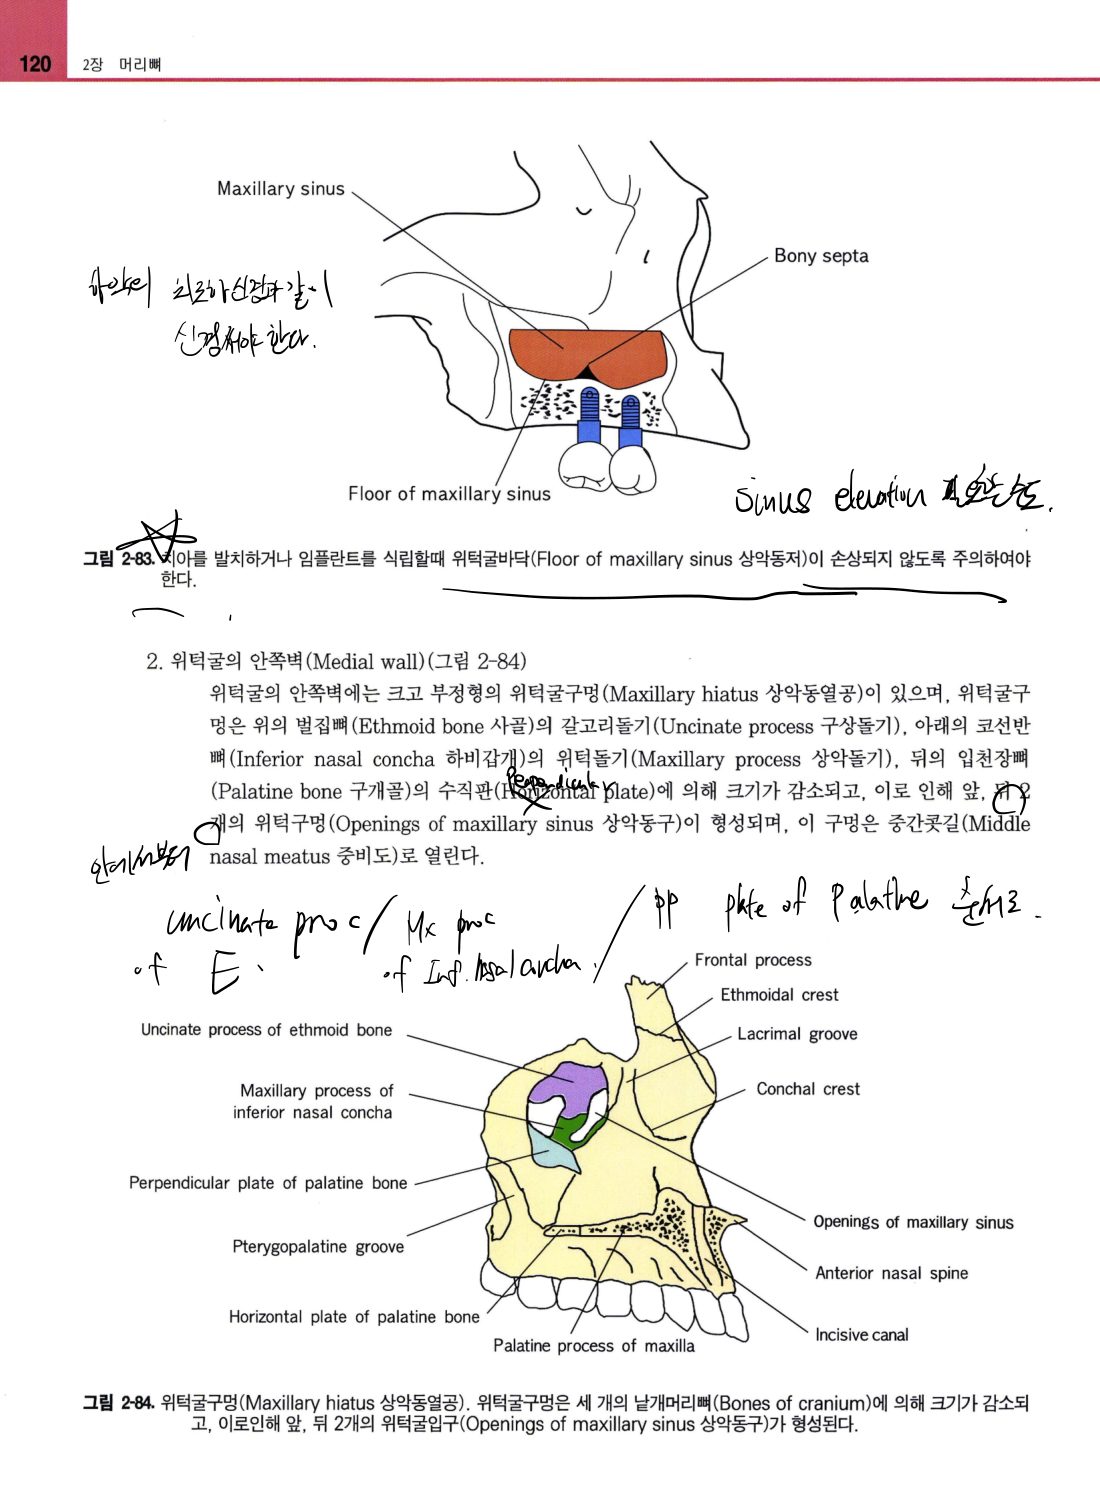 120 2장 머리뼈
Maxillary sinus
Bony septa
하악의 치조하신경과 같이
신경써야 한다.
Floor of maxillary sinus
sinus elevation 필요할 수도.
그림 2-83. 치아를 발치하거나 임플란트를 식립할때 위턱굴바닥(Floor of maxillary sinus 상악동저)이 손상되지 않도록 주의하여야
한다.
2. 위턱굴의 안쪽벽(Medial wall)(그림 2-84)
위턱굴의 안쪽벽에는 크고 부정형의 위턱굴구멍(Maxillary hiatus 상악동열공)이 있으며, 위턱굴구
멍은 위의 벌집뼈(Ethmoid bone 사골)의 갈고리돌기(Uncinate process 구상돌기), 아래의 코선반
뼈(Inferior nasal concha 하비갑개)의 위턱돌기(Maxillary process 상악돌기), 뒤의 입천장뼈
Perpendicular
(Palatine bone 구개골)의 수직판(Horizontal plate)에 의해 크기가 감소되고, 이로 인해 앞, 뒤 2
개의 위턱구멍(Openings of maxillary sinus 상악동구)이 형성되며, 이 구멍은 중간콧길(Middle
nasal meatus 중비도)로 열린다.
안에서부터
uncinate proc / Mx proc / pp plate of Palatine 순서로.
of E. of Inf. nasal concha.
Frontal process
Ethmoidal crest
Uncinate process of ethmoid bone
Lacrimal groove
Maxillary process of
inferior nasal concha
Conchal crest
Perpendicular plate of palatine bone
Openings of maxillary sinus
Pterygopalatine groove
Anterior nasal spine
Horizontal plate of palatine bone
Incisive canal
Palatine process of maxilla
그림 2-84. 위턱굴구멍(Maxillary hiatus 상악동열공). 위턱굴구멍은 세 개의 낱개머리뼈(Bones of cranium)에 의해 크기가 감소되
고, 이로인해 앞, 뒤 2개의 위턱굴입구(Openings of maxillary sinus 상악동구)가 형성된다.